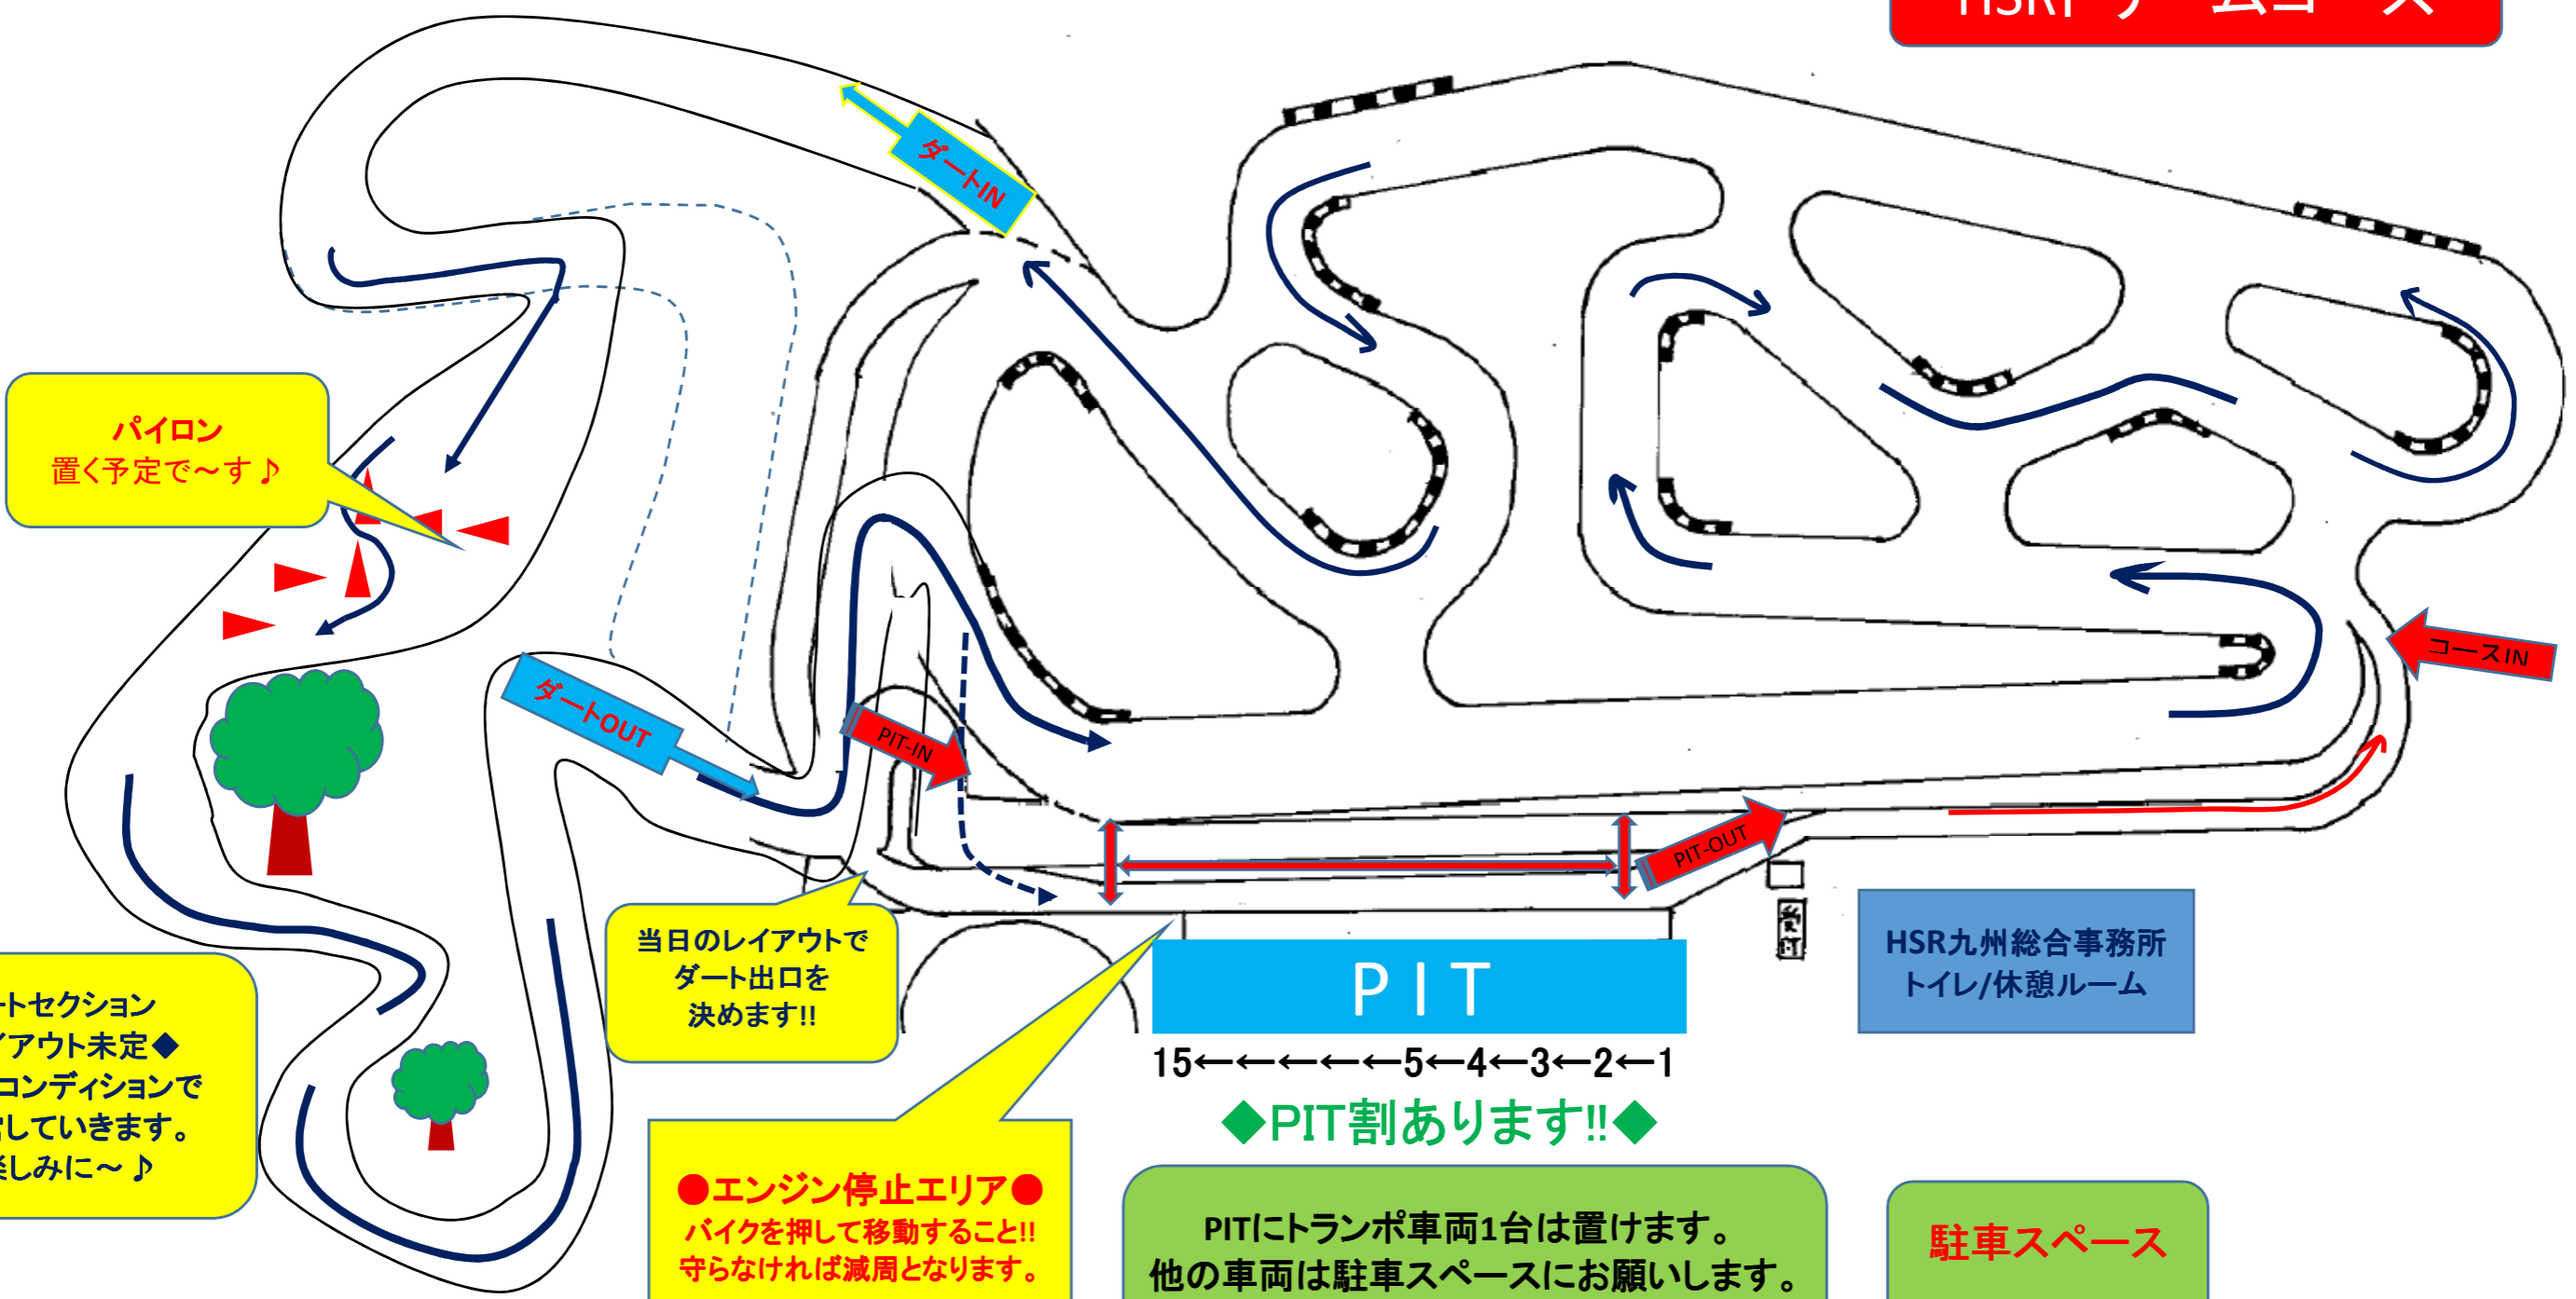 ダートIN
パイロン
置く予定で～す♪
コースIN
ダートOUT
PIT-IN
PIT-OUT
受付
当日のレイアウトで
ダート出口を
決めます!!
PIT
HSR九州総合事務所
トイレ/休憩ルーム
ートセクション
アウト未定◆
コンディションで
していきます。
楽しみに～♪
15←←←←←5←4←3←2←1
◆PIT割あります!!◆
●エンジン停止エリア●
バイクを押して移動すること!!
守らなければ減周となります。
PITにトランポ車両1台は置けます。
他の車両は駐車スペースにお願いします。
駐車スペース